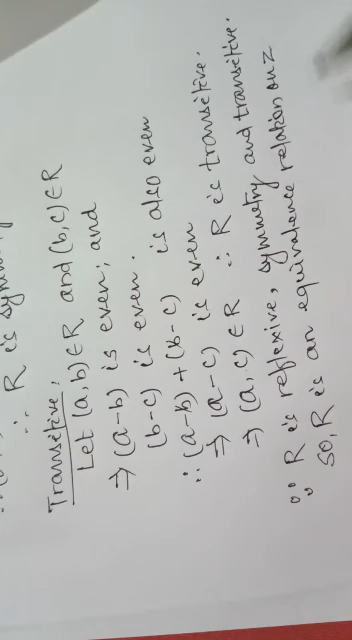 ∴ R is symm
Transitive:
Let (a,b)∈R and (b,c)∈R
⇒ (a-b) is even; and
(b-c) is even.
∴ (a-b)+(b-c) is also even
⇒ (a-c) is even
⇒ (a,c)∈R ∴ R is transitive.
∵ R is reflexive, symmetry and transitive.
SO, R is an equivalence relation on Z